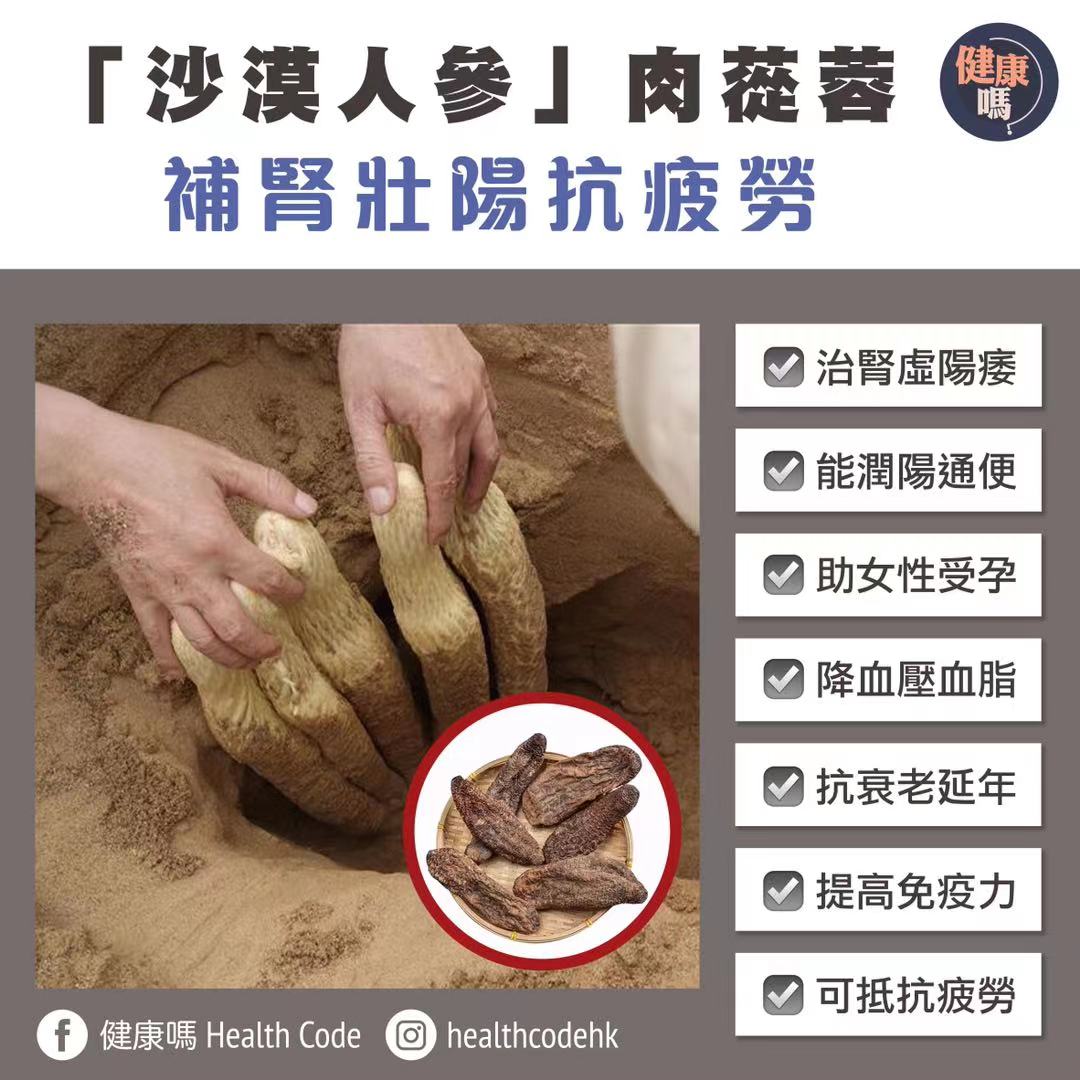 「沙漠人參」肉蓯蓉
健康
嗎
補腎壯陽抗疲勞
治腎虛陽痿
能潤陽通便
助女性受孕
降血壓血脂
抗衰老延年
提高免疫力
可抵抗疲勞
健康嗎 Health Code
healthcodehk